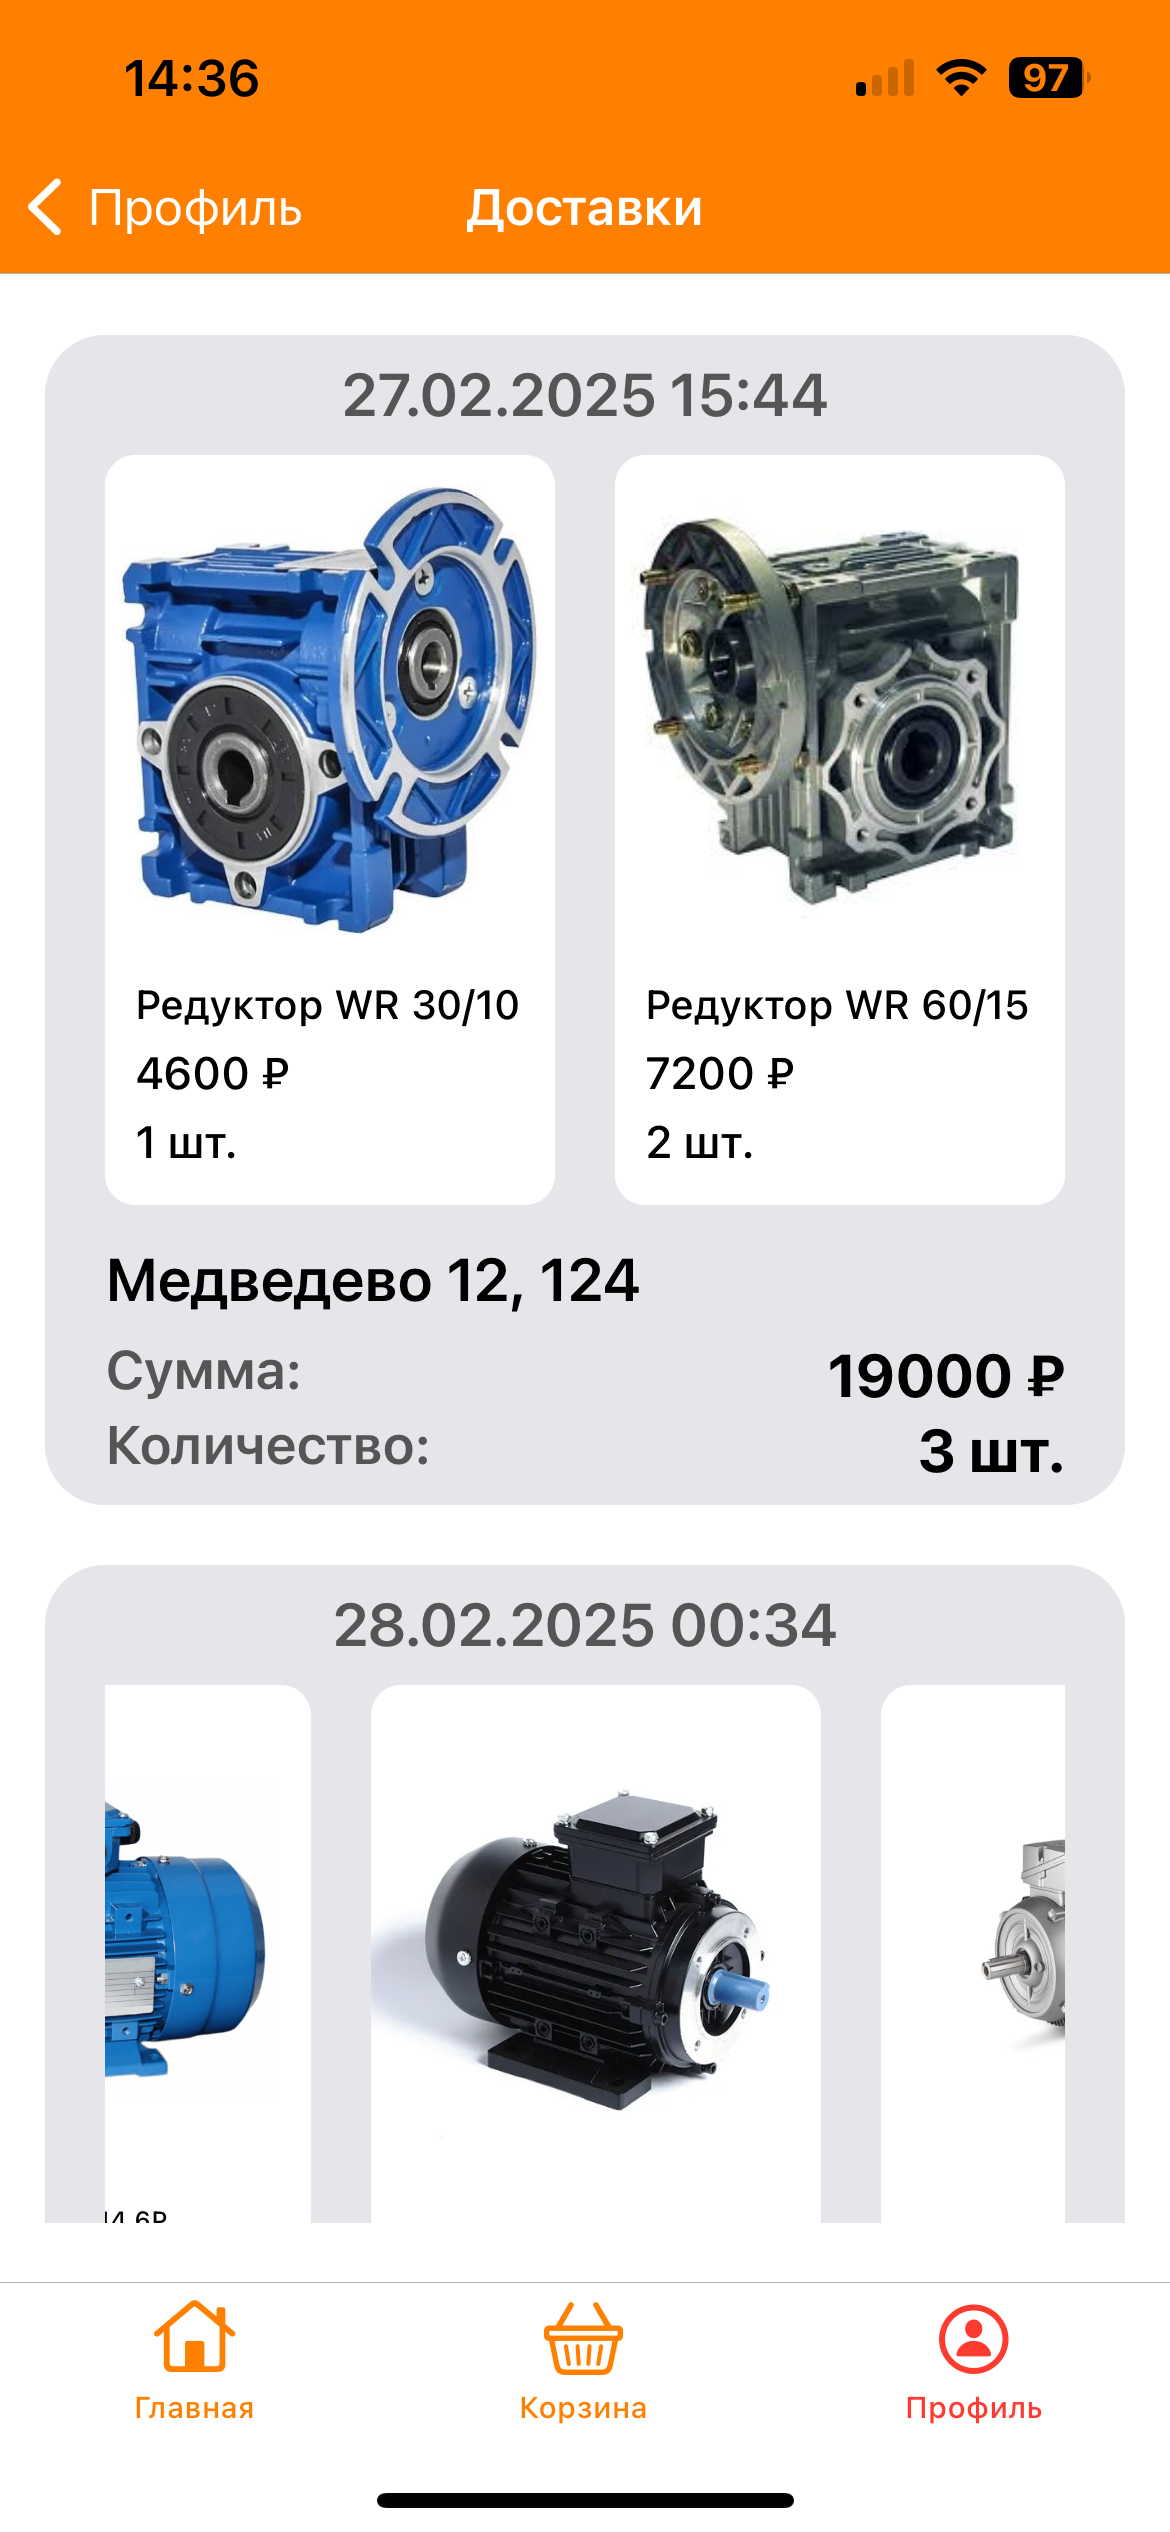 14:36
97
Профиль
Доставки
27.02.2025 15:44
Редуктор WR 30/10
4600 ₽
1 шт.
Редуктор WR 60/15
7200 ₽
2 шт.
Медведево 12, 124
Сумма:
19000 ₽
Количество:
3 шт.
28.02.2025 00:34
Главная
Корзина
Профиль